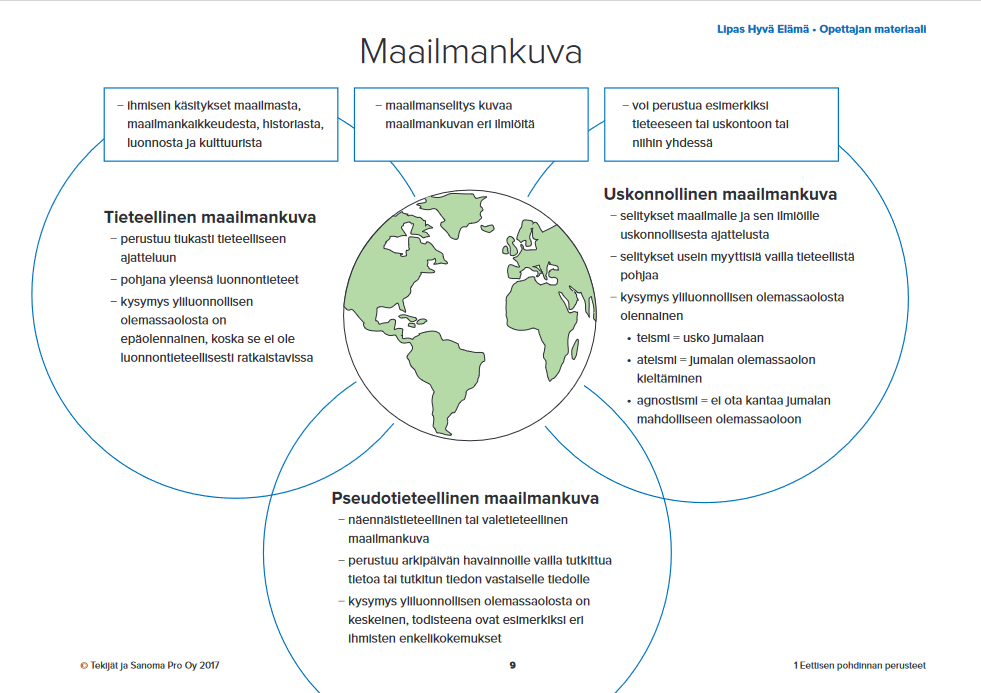 Lipas Hyvä Elämä • Opettajan materiaali
Maailmankuva
– ihmisen käsitykset maailmasta,
maailmankaikkeudesta, historiasta,
luonnosta ja kulttuurista
– maailmanselitys kuvaa
maailmankuvan eri ilmiöitä
– voi perustua esimerkiksi
tieteeseen tai uskontoon tai
niihin yhdessä
Tieteellinen maailmankuva
– perustuu tiukasti tieteelliseen
ajatteluun
– pohjana yleensä luonnontieteet
– kysymys yliluonnollisen
olemassaolosta on
epäolennainen, koska se ei ole
luonnontieteellisesti ratkaistavissa
Uskonnollinen maailmankuva
– selitykset maailmalle ja sen ilmiöille
uskonnollisesta ajattelusta
– selitykset usein myyttisiä vailla tieteellistä
pohjaa
– kysymys yliluonnollisen olemassaolosta
olennainen
• teismi = usko jumalaan
• ateismi = jumalan olemassaolon
kieltäminen
• agnostismi = ei ota kantaa jumalan
mahdolliseen olemassaoloon
Pseudotieteellinen maailmankuva
– näennäistieteellinen tai valetieteellinen
maailmankuva
– perustuu arkipäivän havainnoille vailla tutkittua
tietoa tai tutkitun tiedon vastaiselle tiedolle
– kysymys yliluonnollisen olemassaolosta on
keskeinen, todisteena ovat esimerkiksi eri
ihmisten enkelikokemukset
© Tekijät ja Sanoma Pro Oy 2017
9
1 Eettisen pohdinnan perusteet